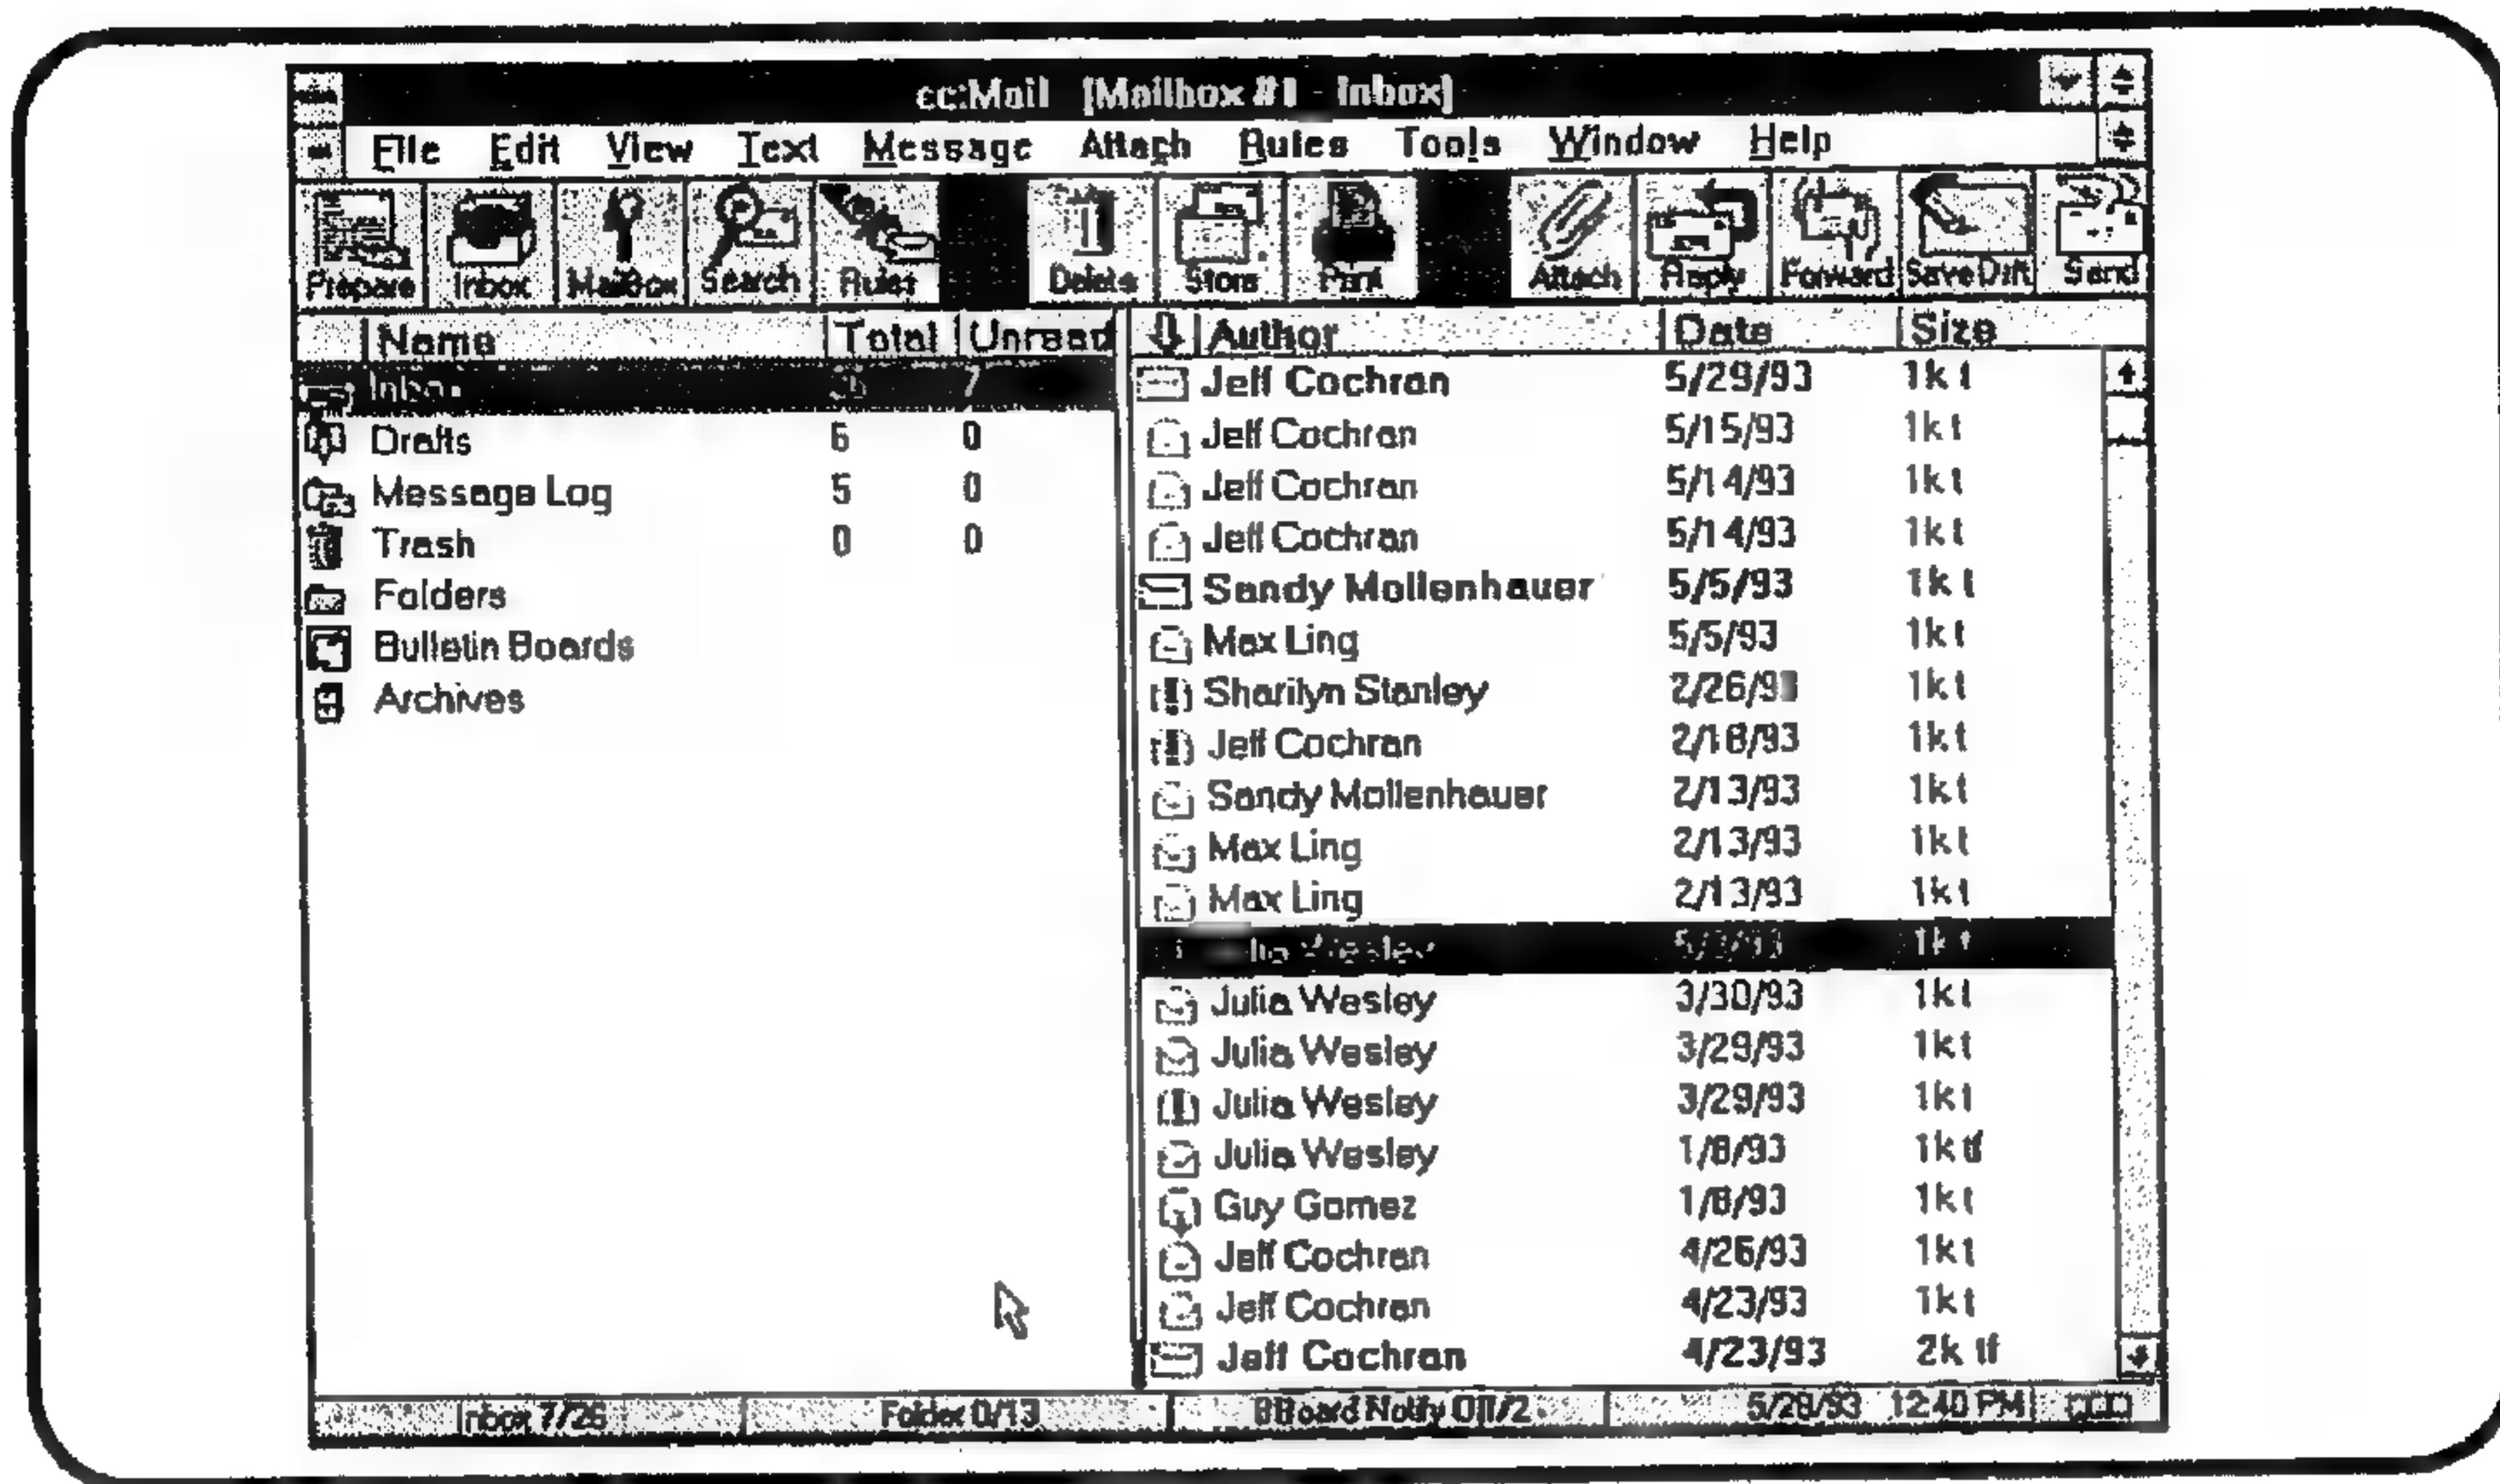 cc:Mail [Mailbox #1 - Inbox]
File Edit View Text Message Attach Rules Tools Window Help
Prepare Inbox MailBox Search Rules Delete Store Print Attach Reply Forward SaveDrft Send
Name Total Unread
Inbox 7
Drafts 6 0
Message Log 5 0
Trash 0 0
Folders
Bulletin Boards
Archives
Author Date Size
Jeff Cochran 5/29/93 1k t
Jeff Cochran 5/15/93 1k t
Jeff Cochran 5/14/93 1k t
Jeff Cochran 5/14/93 1k t
Sandy Mollenhauer 5/5/93 1k t
Max Ling 5/5/93 1k t
Sharilyn Stanley 2/26/93 1k t
Jeff Cochran 2/18/93 1k t
Sandy Mollenhauer 2/13/93 1k t
Max Ling 2/13/93 1k t
Max Ling 2/13/93 1k t
Wesley 1k t
Julia Wesley 3/30/93 1k t
Julia Wesley 3/29/93 1k t
Julia Wesley 3/29/93 1k t
Julia Wesley 1/8/93 1k tf
Guy Gomez 1/8/93 1k t
Jeff Cochran 4/26/93 1k t
Jeff Cochran 4/23/93 1k t
Jeff Cochran 4/23/93 2k tf
Inbox 7/26 Folder 0/13 BBoard Notify Off/2 12:40 PM